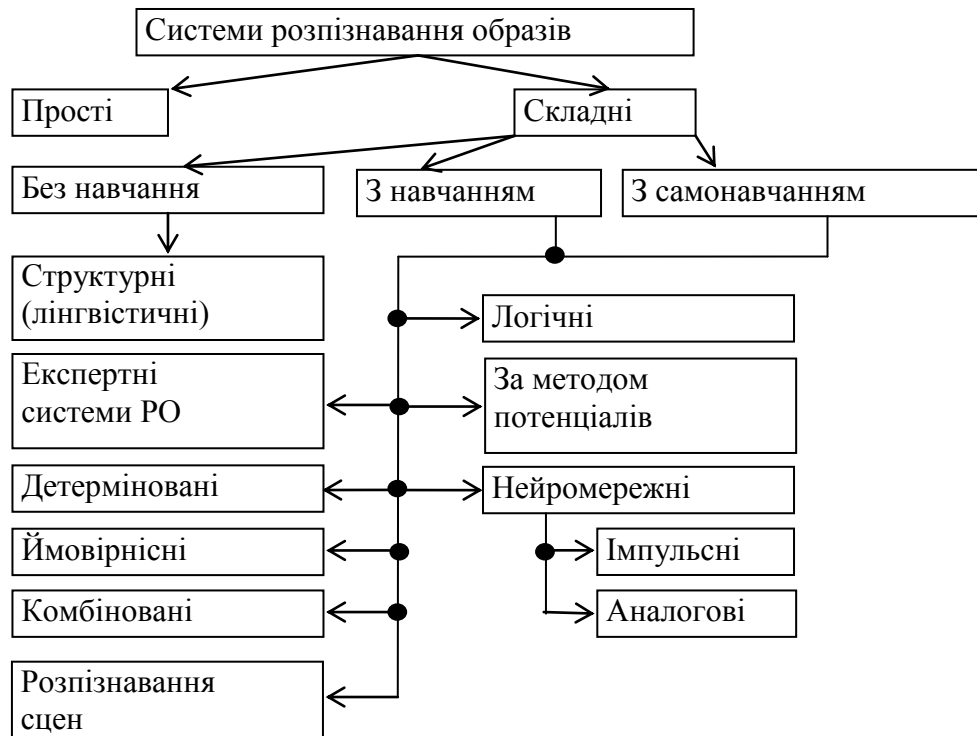 Системи розпізнавання образів
Прості
Складні
Без навчання
З навчанням
З самонавчанням
Структурні
(лінгвістичні)
Логічні
Експертні
системи РО
За методом
потенціалів
Детерміновані
Нейромережні
Ймовірнісні
Імпульсні
Комбіновані
Аналогові
Розпізнавання
сцен